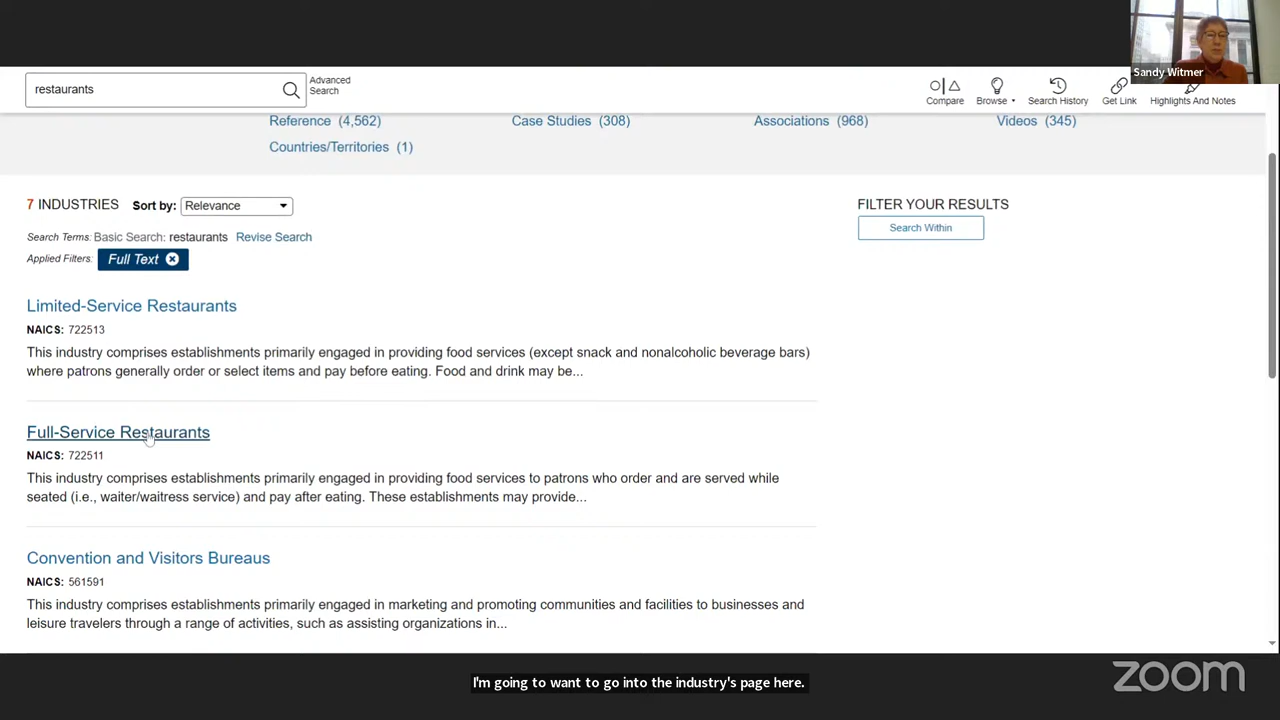 Sandy Witmer
restaurants
Advanced
Search
Compare
Browse
Search History
Get Link
Highlights And Notes
Reference (4,562)
Case Studies (308)
Associations (968)
Videos (345)
Countries/Territories (1)
7 INDUSTRIES Sort by: Relevance
FILTER YOUR RESULTS
Search Within
Search Terms: Basic Search: restaurants Revise Search
Applied Filters: Full Text
Limited-Service Restaurants
NAICS: 722513
This industry comprises establishments primarily engaged in providing food services (except snack and nonalcoholic beverage bars)
where patrons generally order or select items and pay before eating. Food and drink may be...
Full-Service Restaurants
NAICS: 722511
This industry comprises establishments primarily engaged in providing food services to patrons who order and are served while
seated (i.e., waiter/waitress service) and pay after eating. These establishments may provide...
Convention and Visitors Bureaus
NAICS: 561591
This industry comprises establishments primarily engaged in marketing and promoting communities and facilities to businesses and
leisure travelers through a range of activities, such as assisting organizations in...
I'm going to want to go into the industry's page here.
zoom